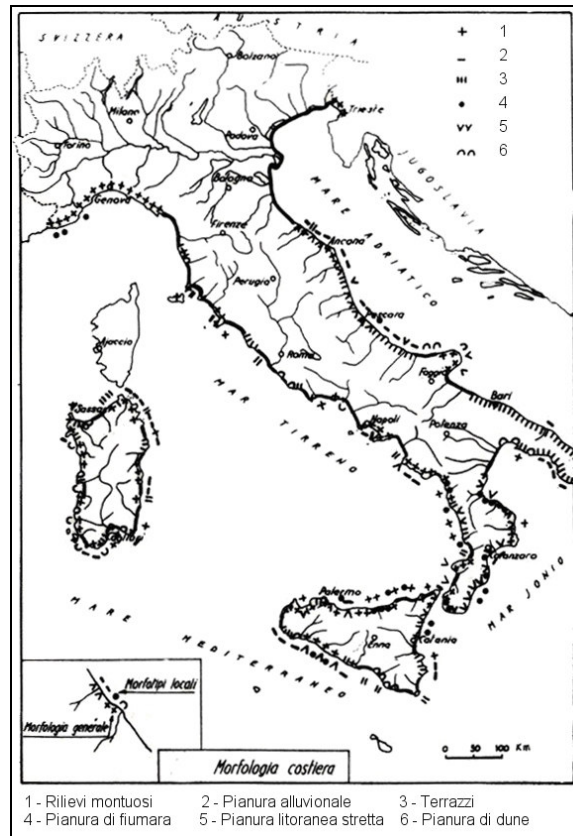 AUSTRIA
SVIZZERA
Bolzano
Milano
Trieste
Padova
Torino
Bologna
Genova
JUGOSLAVIA
MARE ADRIATICO
Firenze
Ancona
Perugia
Pescara
Ajaccio
Roma
Foggia
Bari
MAR TIRRENO
Napoli
Potenza
Sassari
Cagliari
Catanzaro
MAR JONIO
Palermo
MARE MEDITERRANEO
Enna
Catania
1
2
3
4
5
6
Morfotipi locali
Morfologia generale
Morfologia costiera
0 50 100 Km.
1 - Rilievi montuosi 2 - Pianura alluvionale 3 - Terrazzi
4 - Pianura di fiumara 5 - Pianura litoranea stretta 6 - Pianura di dune